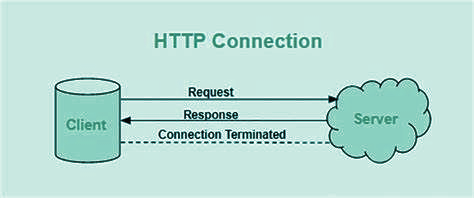 HTTP Connection
Request
Response
Connection Terminated
Client
Server